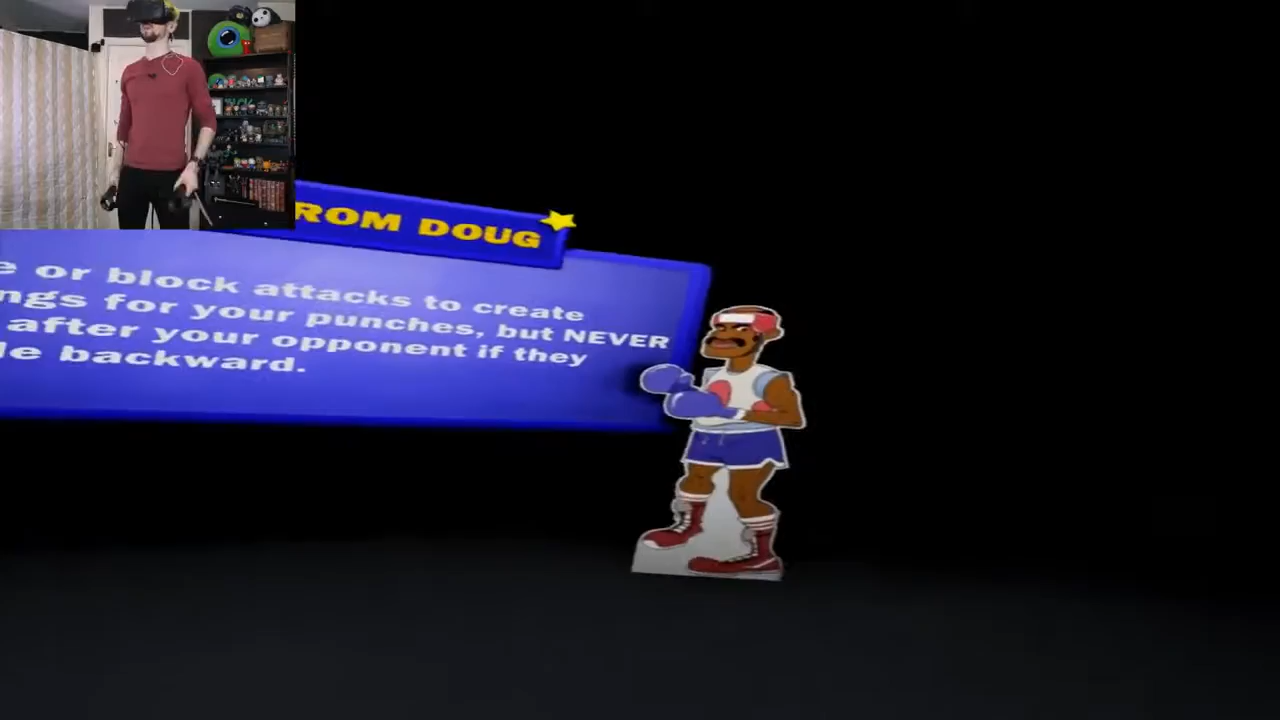 ROM DOUG
e or block attacks to create
ngs for your punches, but NEVER
after your opponent if they
le backward.